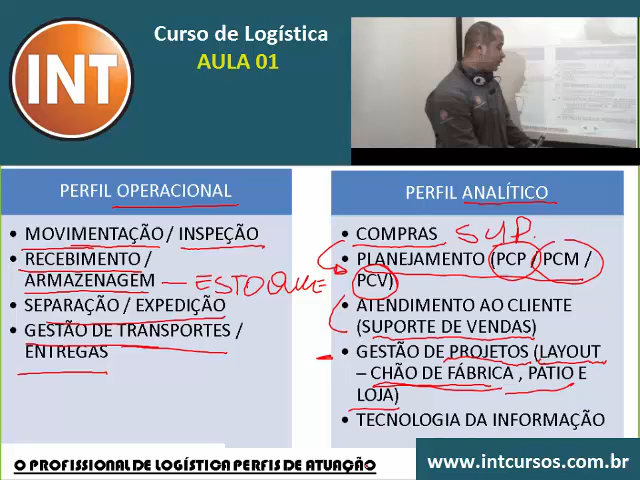 Curso de Logística
AULA 01
INT
PERFIL OPERACIONAL
• MOVIMENTAÇÃO / INSPEÇÃO
• RECEBIMENTO /
ARMAZENAGEM — ESTOQUE
• SEPARAÇÃO / EXPEDIÇÃO
• GESTÃO DE TRANSPORTES /
ENTREGAS
PERFIL ANALÍTICO
• COMPRAS SUP.
• PLANEJAMENTO (PCP / PCM /
PCV)
• ATENDIMENTO AO CLIENTE
(SUPORTE DE VENDAS)
• GESTÃO DE PROJETOS (LAYOUT
– CHÃO DE FÁBRICA , PÁTIO E
LOJA)
• TECNOLOGIA DA INFORMAÇÃO
O PROFISSIONAL DE LOGÍSTICA PERFIS DE ATUAÇÃO
www.intcursos.com.br